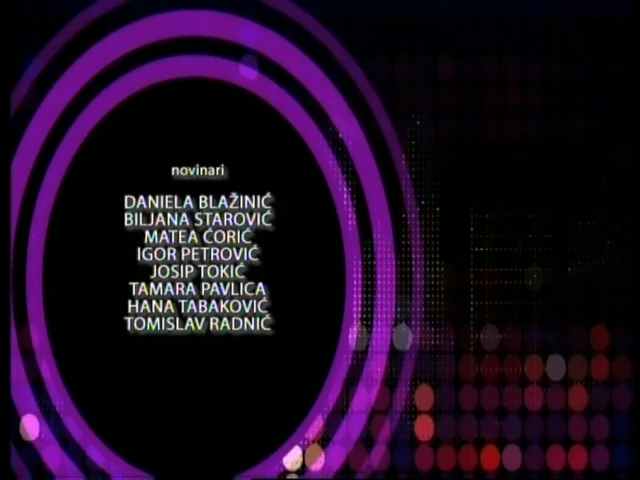 novinari
DANIELA BLAŽINIĆ
BILJANA STAROVIĆ
MATEA ĆORIĆ
IGOR PETROVIĆ
JOSIP TOKIĆ
TAMARA PAVLICA
HANA TABAKOVIĆ
TOMISLAV RADNIĆ